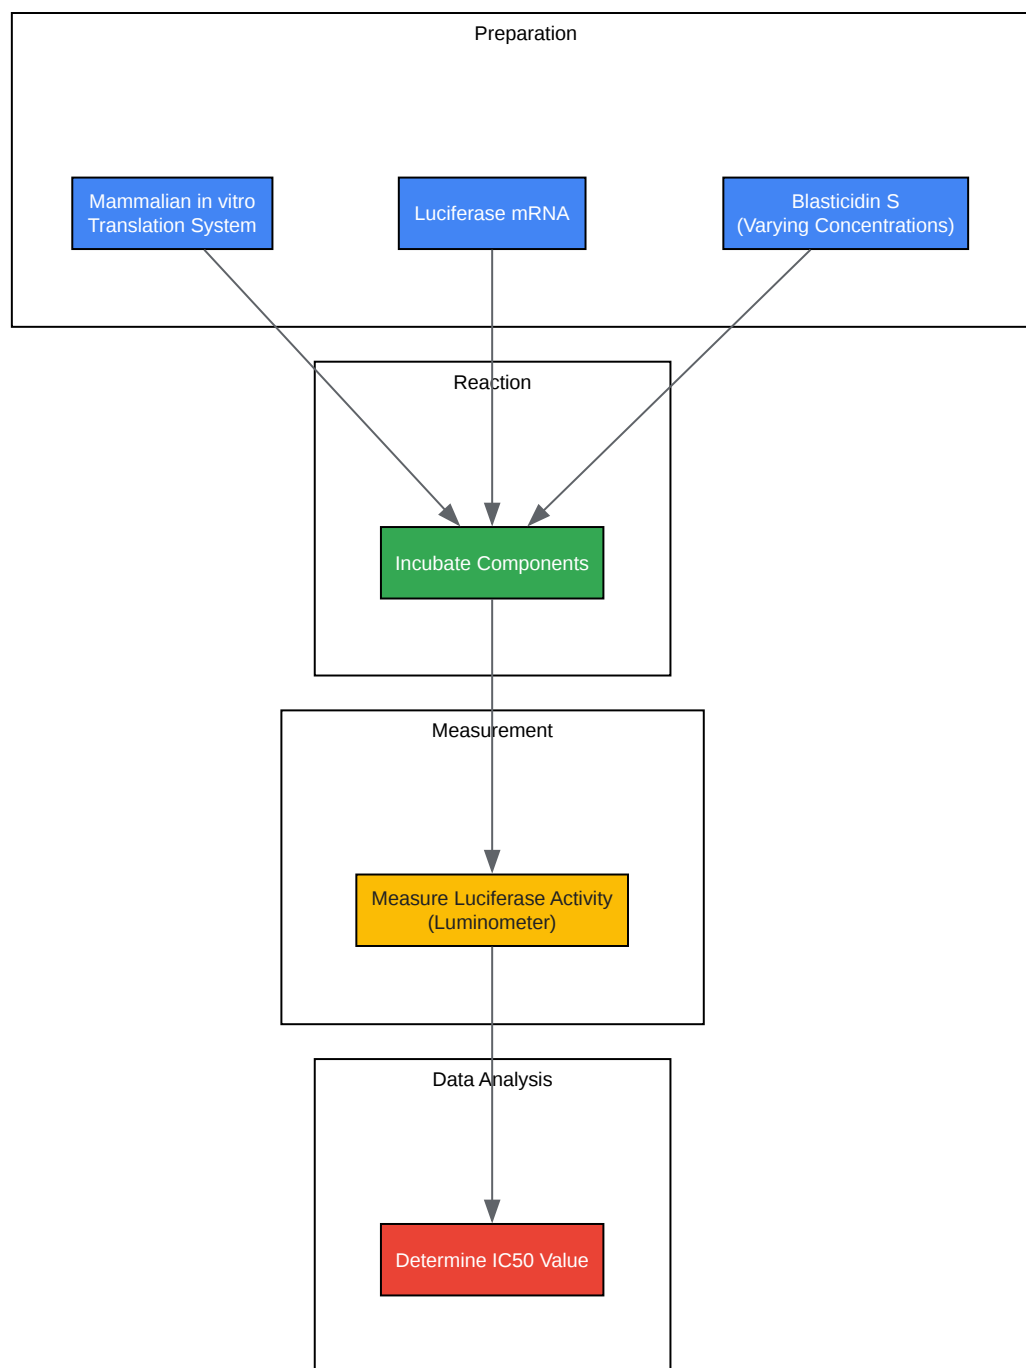 Preparation
Mammalian in vitro
Translation System
Luciferase mRNA
Blasticidin S
(Varying Concentrations)
Reaction
Incubate Components
Measurement
Measure Luciferase Activity
(Luminometer)
Data Analysis
Determine IC50 Value